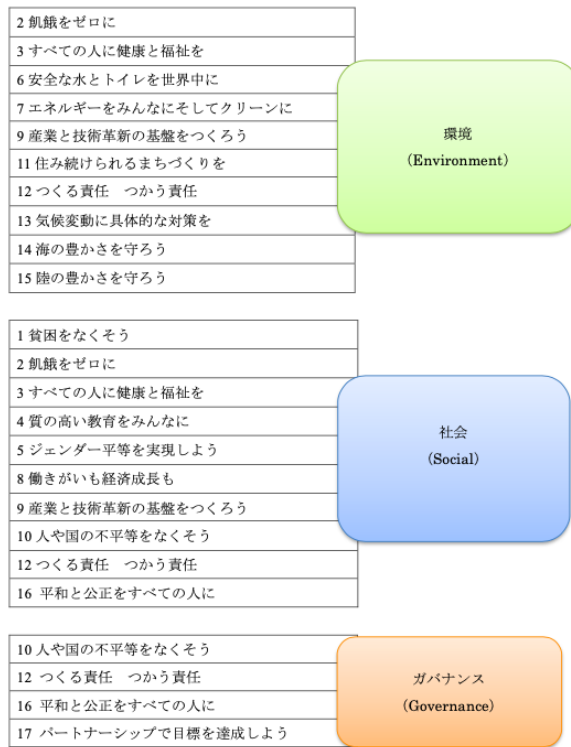 2 飢餓をゼロに
3 すべての人に健康と福祉を
6 安全な水とトイレを世界中に
7 エネルギーをみんなにそしてクリーンに
9 産業と技術革新の基盤をつくろう
11 住み続けられるまちづくりを
12 つくる責任　つかう責任
13 気候変動に具体的な対策を
14 海の豊かさを守ろう
15 陸の豊かさを守ろう
環境
(Environment)
1 貧困をなくそう
2 飢餓をゼロに
3 すべての人に健康と福祉を
4 質の高い教育をみんなに
5 ジェンダー平等を実現しよう
8 働きがいも経済成長も
9 産業と技術革新の基盤をつくろう
10 人や国の不平等をなくそう
12 つくる責任　つかう責任
16 平和と公正をすべての人に
社会
(Social)
10 人や国の不平等をなくそう
12 つくる責任　つかう責任
16 平和と公正をすべての人に
17 パートナーシップで目標を達成しよう
ガバナンス
(Governance)